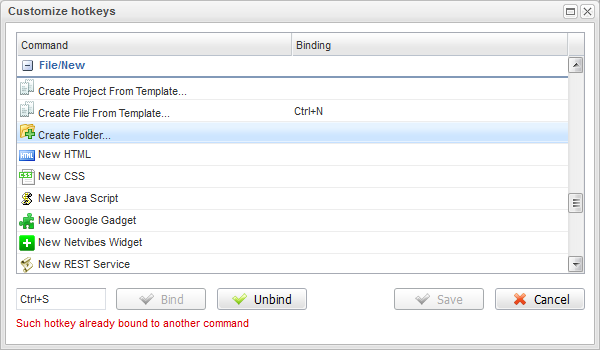 Customize hotkeys
Command Binding
File/New
Create Project From Template...
Create File From Template... Ctrl+N
Create Folder...
HTML New HTML
New CSS
New Java Script
New Google Gadget
New Netvibes Widget
New REST Service
Ctrl+S Bind Unbind Save Cancel
Such hotkey already bound to another command